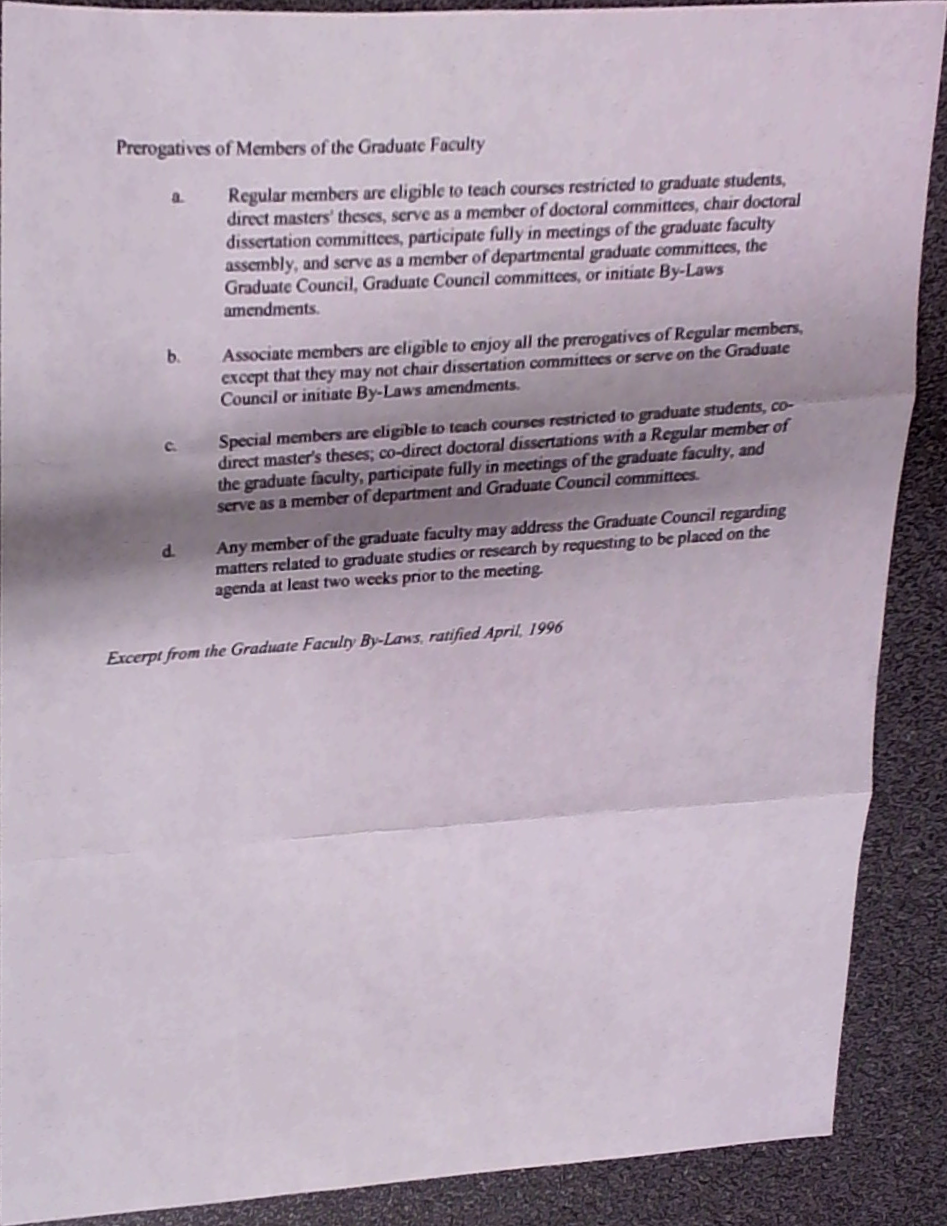 Prerogatives of Members of the Graduate Faculty
a. Regular members are eligible to teach courses restricted to graduate students,
direct masters' theses, serve as a member of doctoral committees, chair doctoral
dissertation committees, participate fully in meetings of the graduate faculty
assembly, and serve as a member of departmental graduate committees, the
Graduate Council, Graduate Council committees, or initiate By-Laws
amendments.
b. Associate members are eligible to enjoy all the prerogatives of Regular members,
except that they may not chair dissertation committees or serve on the Graduate
Council or initiate By-Laws amendments.
c. Special members are eligible to teach courses restricted to graduate students, co-
direct master's theses; co-direct doctoral dissertations with a Regular member of
the graduate faculty, participate fully in meetings of the graduate faculty, and
serve as a member of department and Graduate Council committees.
d. Any member of the graduate faculty may address the Graduate Council regarding
matters related to graduate studies or research by requesting to be placed on the
agenda at least two weeks prior to the meeting.
Excerpt from the Graduate Faculty By-Laws, ratified April, 1996